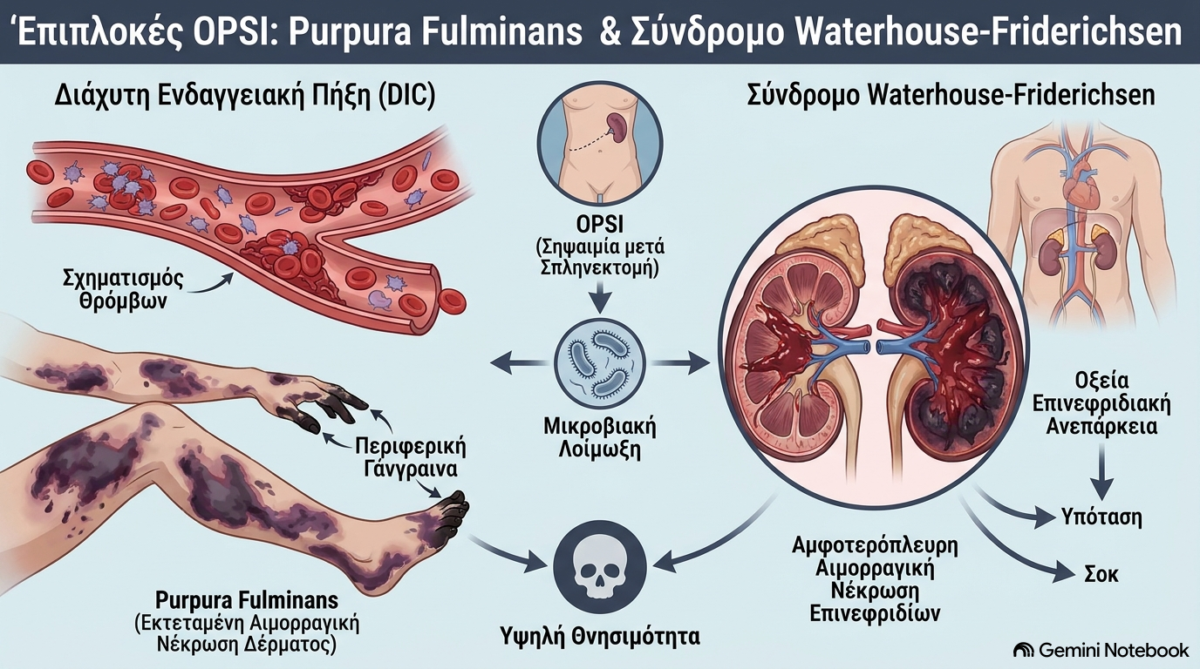 Έπιπλοκές OPSI: Purpura Fulminans & Σύνδρομο Waterhouse-Friderichsen
Διάχυτη Ενδαγγειακή Πήξη (DIC)
Σχηματισμός
Θρόμβων
Περιφερική
Γάνγραινα
Purpura Fulminans
(Εκτεταμένη Αιμορραγική
Νέκρωση Δέρματος)
OPSI
(Σηψαιμία μετά
Σπληνεκτομή)
Μικροβιακή
Λοίμωξη
Υψηλή Θνησιμότητα
Σύνδρομο Waterhouse-Friderichsen
Οξεία
Επινεφριδιακή
Ανεπάρκεια
Υπόταση
Σοκ
Αμφοτερόπλευρη
Αιμορραγική
Νέκρωση
Επινεφριδίων
Gemini Notebook